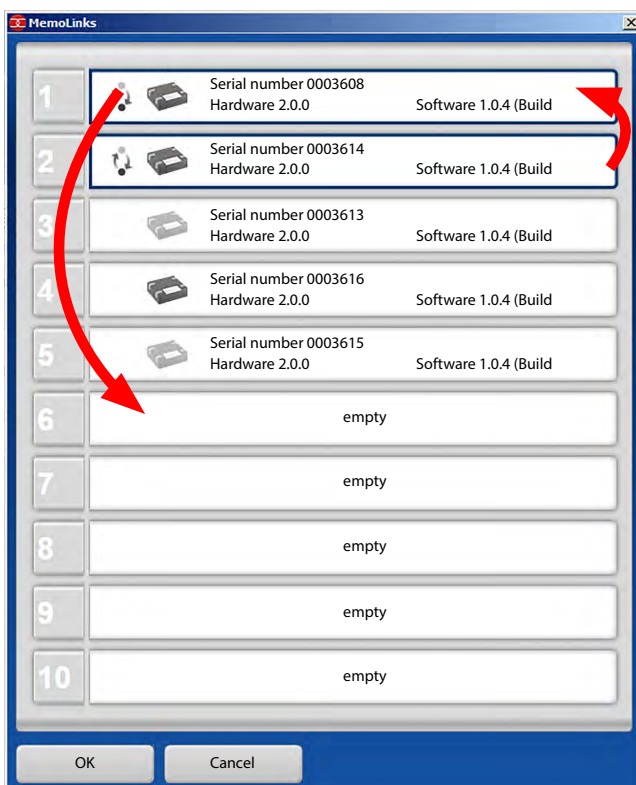 MemoLinks
1
Serial number 0003608
Hardware 2.0.0 Software 1.0.4 (Build
2
Serial number 0003614
Hardware 2.0.0 Software 1.0.4 (Build
3
Serial number 0003613
Hardware 2.0.0 Software 1.0.4 (Build
4
Serial number 0003616
Hardware 2.0.0 Software 1.0.4 (Build
5
Serial number 0003615
Hardware 2.0.0 Software 1.0.4 (Build
6 empty
7 empty
8 empty
9 empty
10 empty
OK Cancel